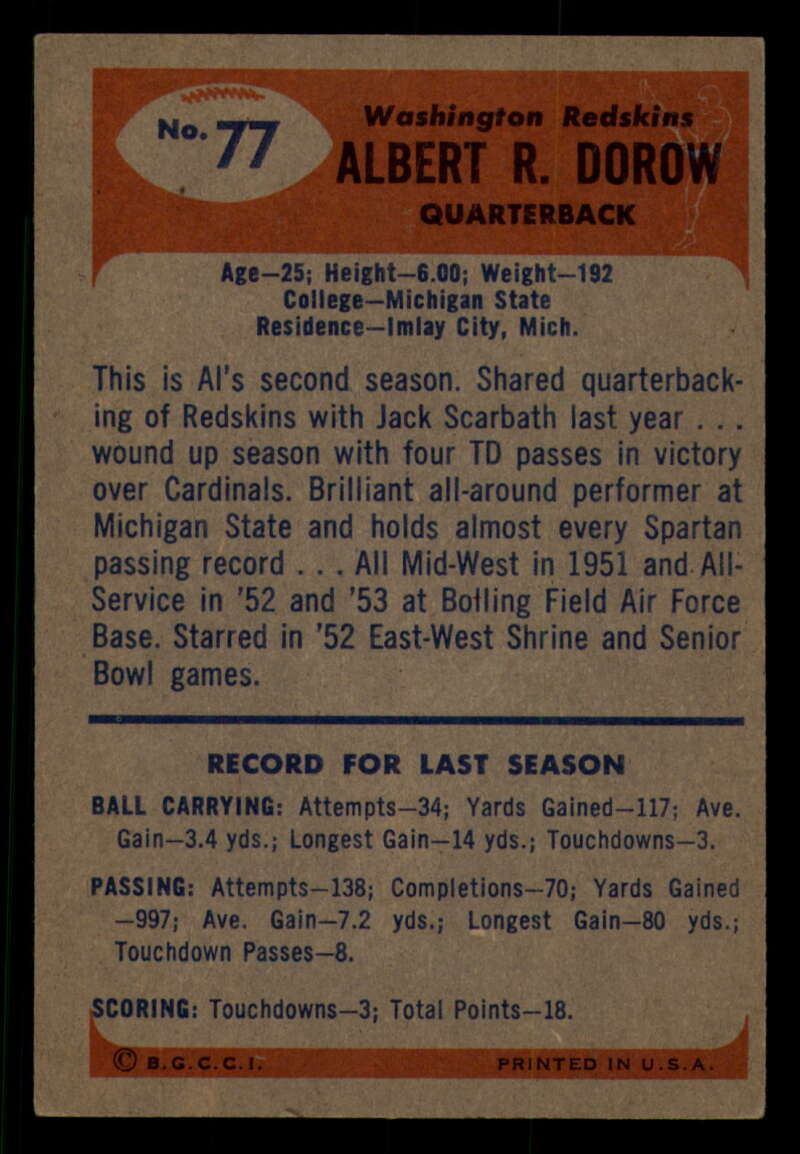 No. 77
Washington Redskins
ALBERT R. DOROW
QUARTERBACK
Age—25; Height—6.00; Weight—192
College—Michigan State
Residence—Imlay City, Mich.
This is Al's second season. Shared quarterback-
ing of Redskins with Jack Scarbath last year . . .
wound up season with four TD passes in victory
over Cardinals. Brilliant all-around performer at
Michigan State and holds almost every Spartan
passing record . . . All Mid-West in 1951 and All-
Service in '52 and '53 at Bolling Field Air Force
Base. Starred in '52 East-West Shrine and Senior
Bowl games.
RECORD FOR LAST SEASON
BALL CARRYING: Attempts—34; Yards Gained—117; Ave.
Gain—3.4 yds.; Longest Gain—14 yds.; Touchdowns—3.
PASSING: Attempts—138; Completions—70; Yards Gained
—997; Ave. Gain—7.2 yds.; Longest Gain—80 yds.;
Touchdown Passes—8.
SCORING: Touchdowns—3; Total Points—18.
© B.G.C.C.I. PRINTED IN U.S.A.